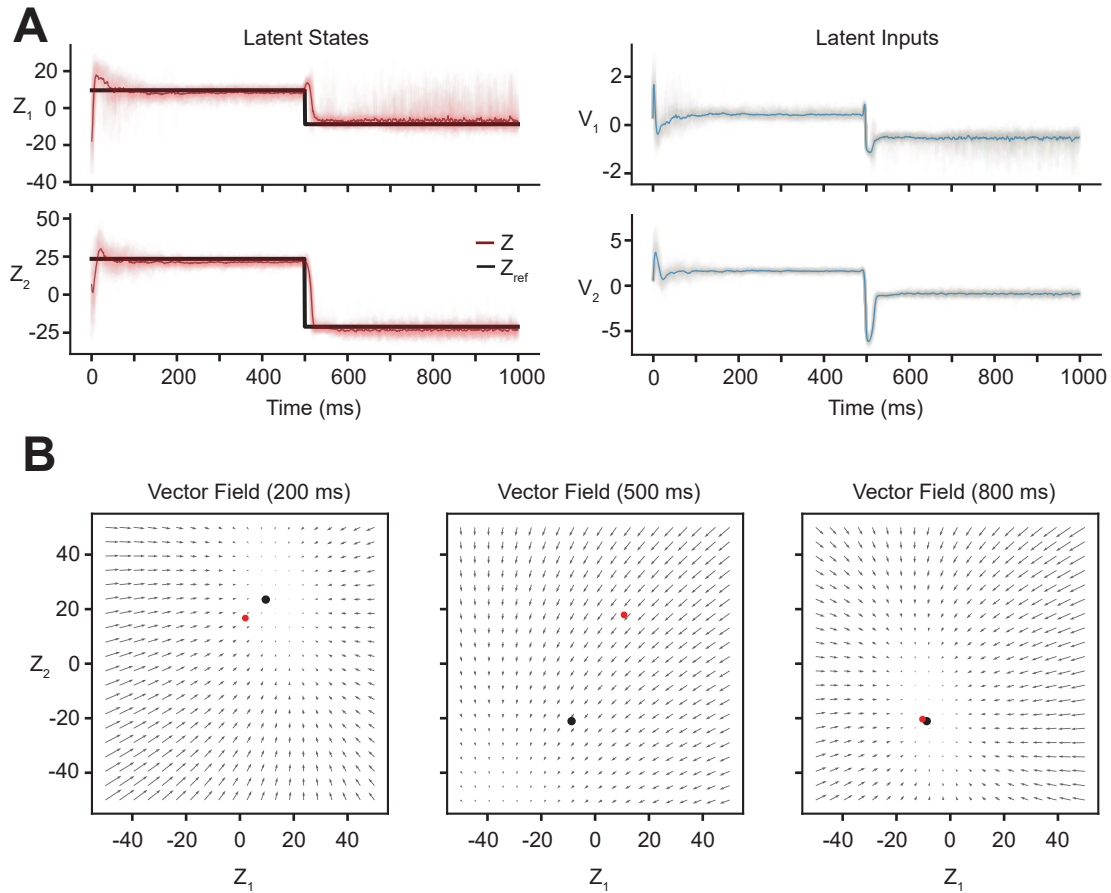 A
Latent States
Latent Inputs
Z1
20
0
-20
-40
V1
2
0
-2
Z2
50
25
0
-25
Z
Zref
V2
5
0
-5
0 200 400 600 800 1000
Time (ms)
0 200 400 600 800 1000
Time (ms)
B
Vector Field (200 ms)
Vector Field (500 ms)
Vector Field (800 ms)
Z2
40
20
0
-20
-40
-40 -20 0 20 40
-40 -20 0 20 40
-40 -20 0 20 40
Z1
Z1
Z1